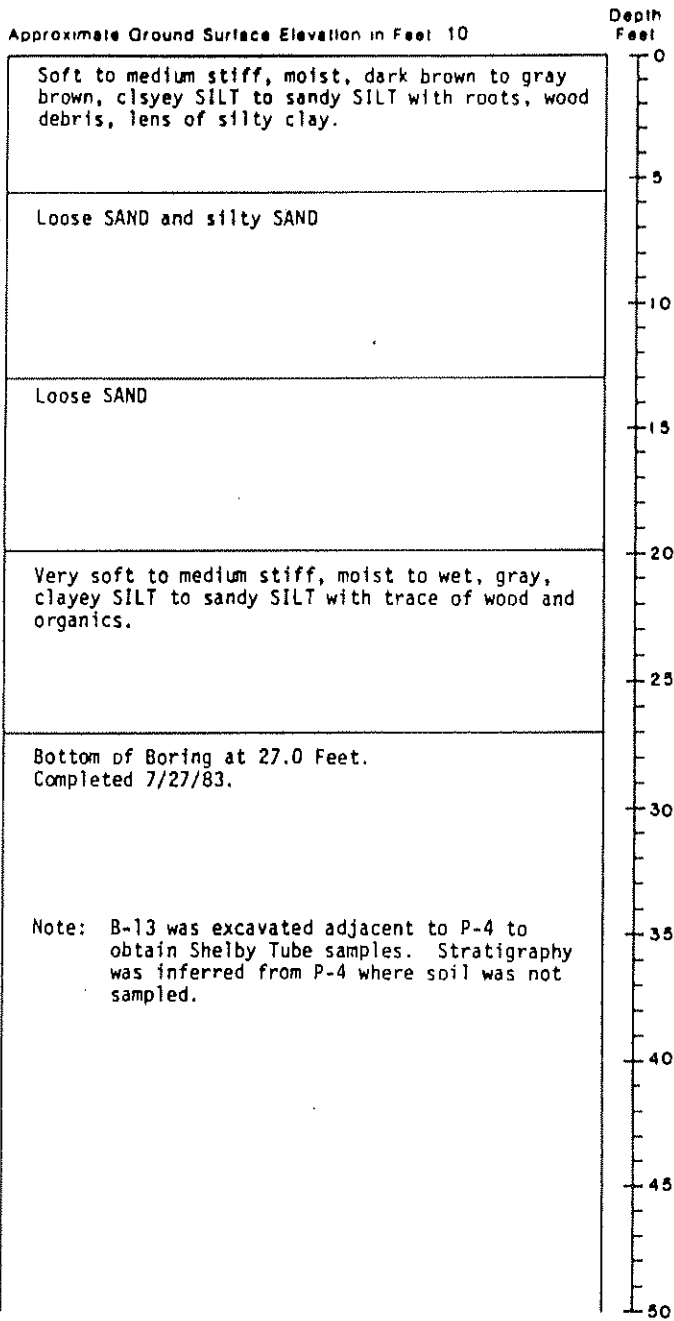 Approximate Ground Surface Elevation in Feet 10
Depth
Feet
0
Soft to medium stiff, moist, dark brown to gray
brown, clsyey SILT to sandy SILT with roots, wood
debris, lens of silty clay.
5
Loose SAND and silty SAND
10
Loose SAND
15
20
Very soft to medium stiff, moist to wet, gray,
clayey SILT to sandy SILT with trace of wood and
organics.
25
Bottom of Boring at 27.0 Feet.
Completed 7/27/83.
30
Note: B-13 was excavated adjacent to P-4 to
35
obtain Shelby Tube samples. Stratigraphy
was inferred from P-4 where soil was not
sampled.
40
45
50